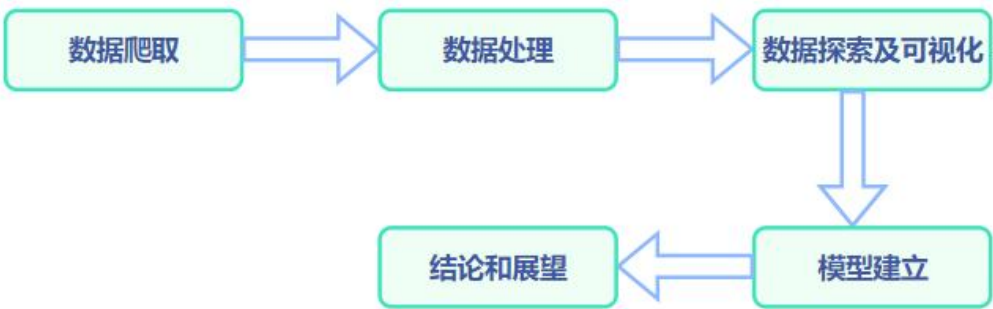 数据爬取
数据处理
数据探索及可视化
模型建立
结论和展望